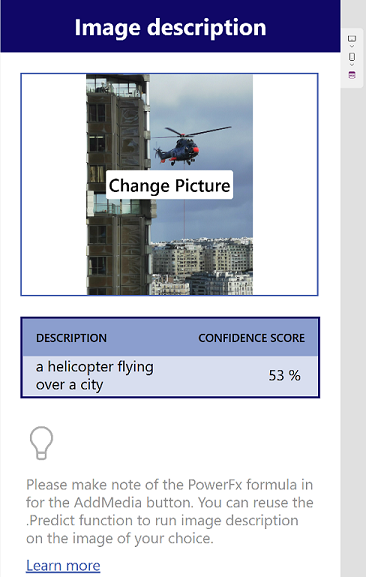 Image description
Change Picture
DESCRIPTION CONFIDENCE SCORE
a helicopter flying
over a city
53 %
Please make note of the PowerFx formula in
for the AddMedia button. You can reuse the
.Predict function to run image description
on the image of your choice.
Learn more